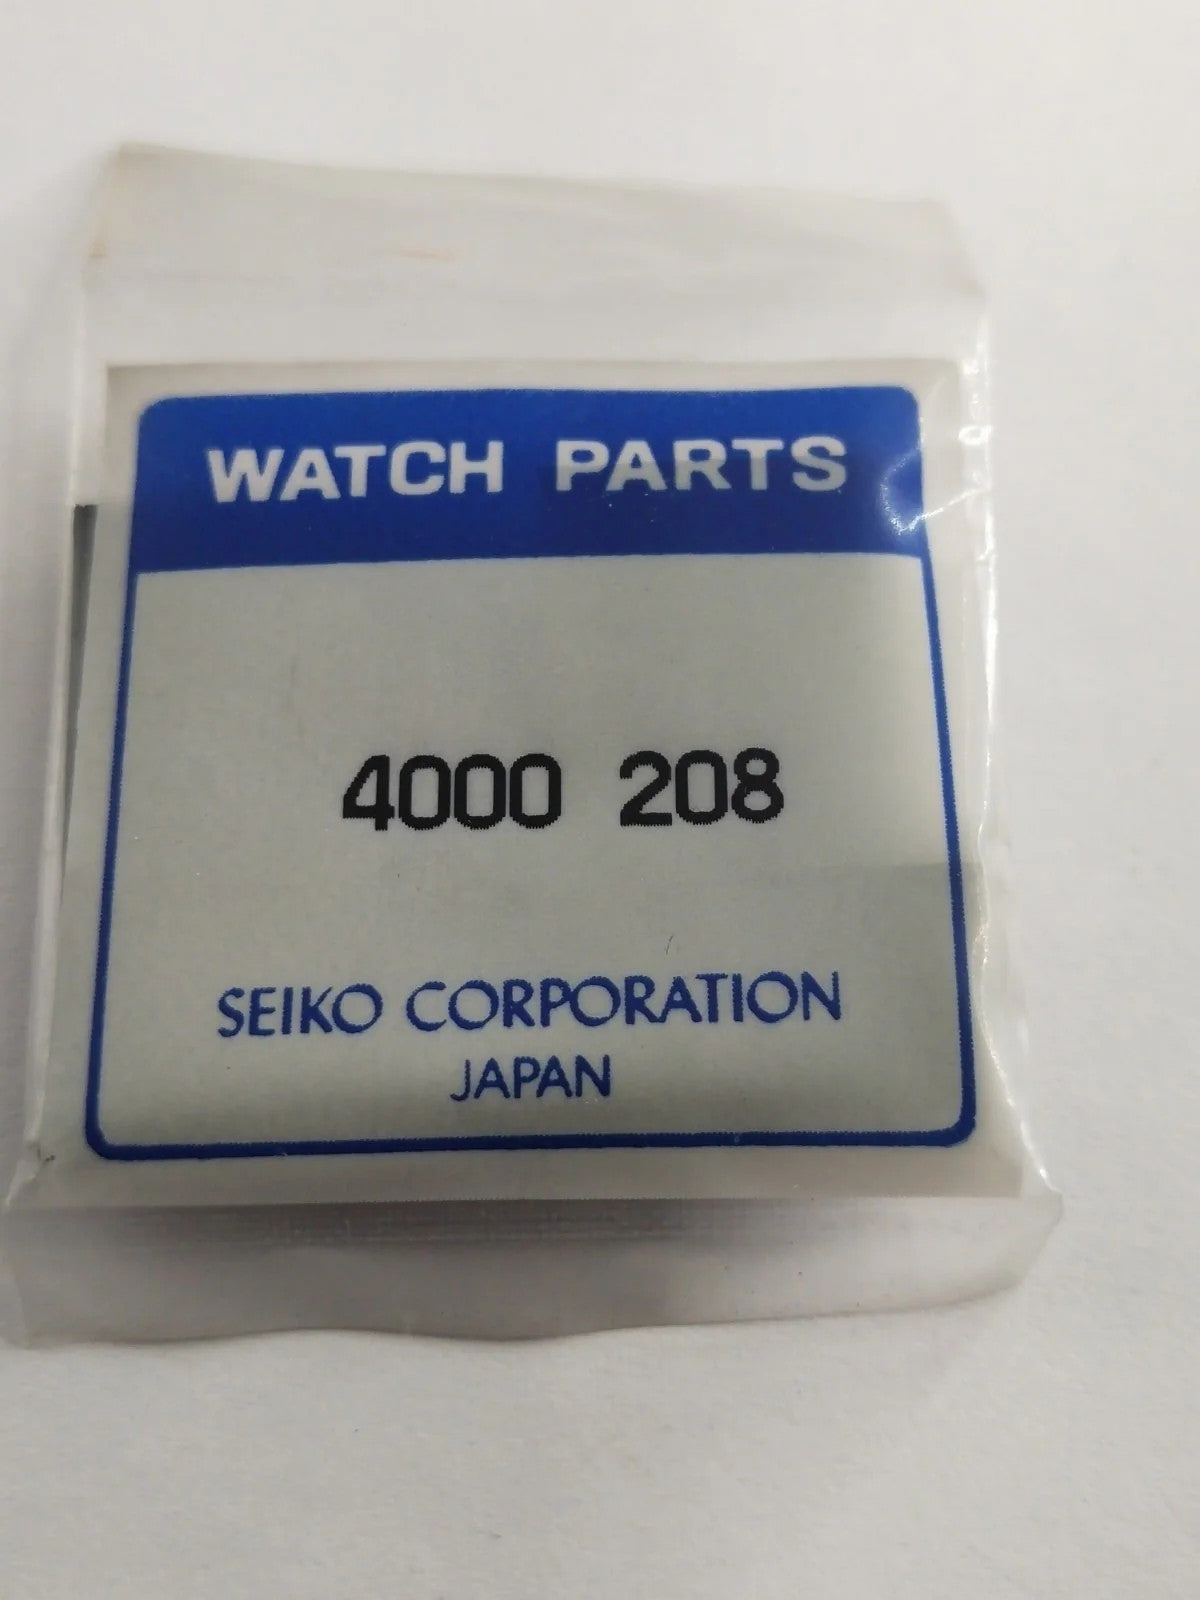 WATCH PARTS
4000 208
SEIKO CORPORATION
JAPAN